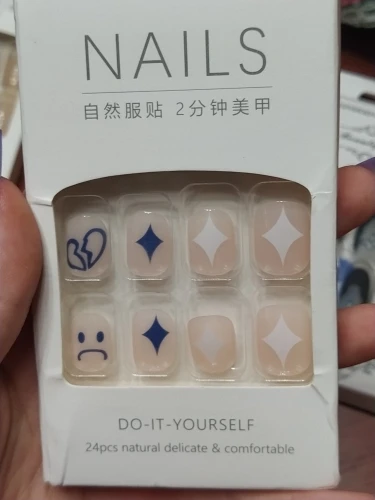 NAILS
自然服贴 2分钟美甲
DO-IT-YOURSELF
24pcs natural delicate & comfortable